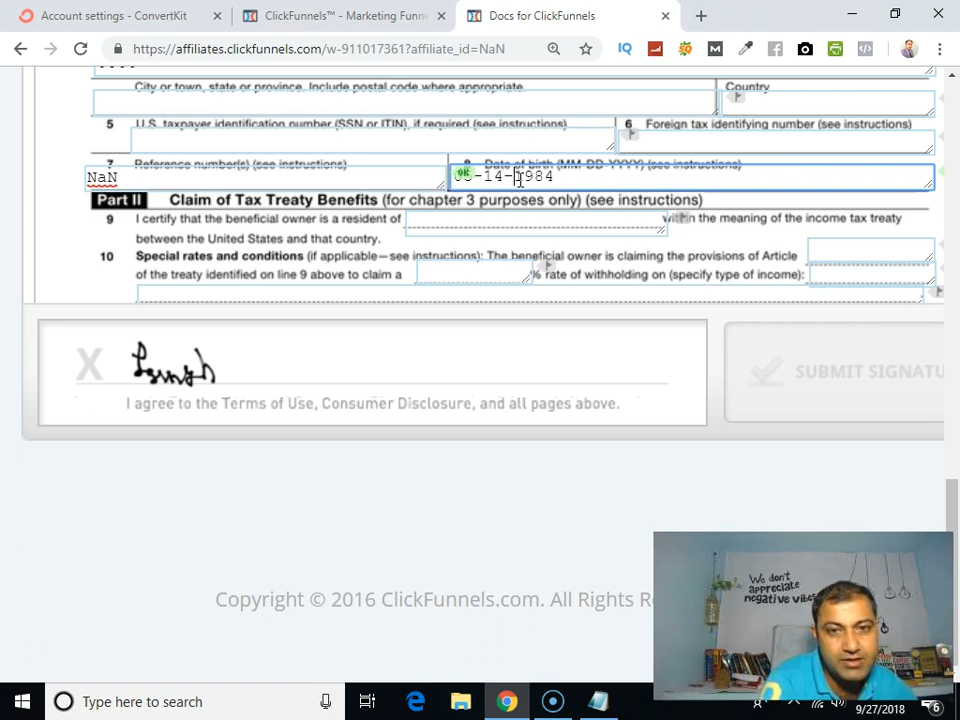 Account settings - ConvertKit
ClickFunnels™ - Marketing Funne
Docs for ClickFunnels
https://affiliates.clickfunnels.com/w-911017361?affiliate_id=NaN
City or town, state or province. Include postal code where appropriate.
Country
5 U.S. taxpayer identification number (SSN or ITIN), if required (see instructions)
6 Foreign tax identifying number (see instructions)
7 Reference number(s) (see instructions)
8 Date of birth (MM-DD-YYYY) (see instructions)
NaN
-14-1984
OK
Part II Claim of Tax Treaty Benefits (for chapter 3 purposes only) (see instructions)
9 I certify that the beneficial owner is a resident of within the meaning of the income tax treaty
between the United States and that country.
10 Special rates and conditions (if applicable—see instructions): The beneficial owner is claiming the provisions of Article
of the treaty identified on line 9 above to claim a % rate of withholding on (specify type of income):
X
I agree to the Terms of Use, Consumer Disclosure, and all pages above.
SUBMIT SIGNATU
We don't
appreciate
negative vibes
Copyright © 2016 ClickFunnels.com. All Rights Re
Type here to search
9/27/2018
6